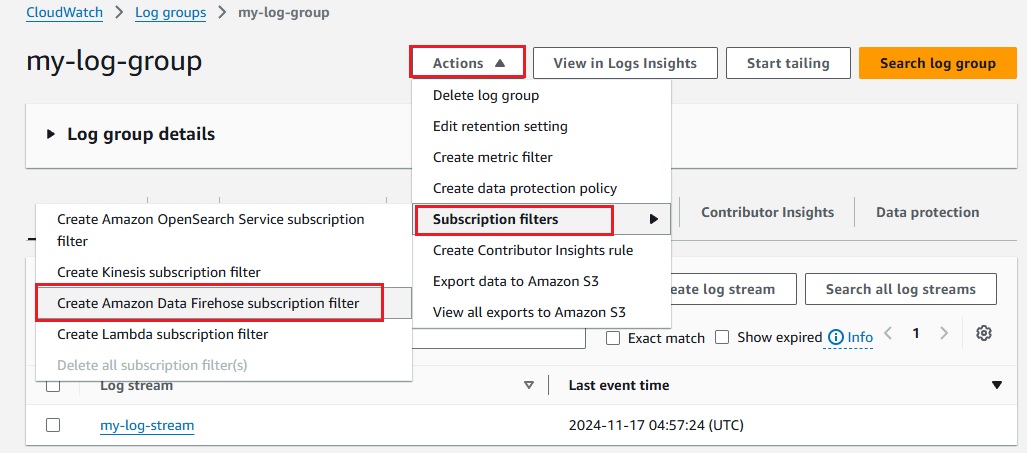 CloudWatch > Log groups > my-log-group
my-log-group
Actions
View in Logs Insights
Start tailing
Search log group
Delete log group
Edit retention setting
Create metric filter
Create data protection policy
Subscription filters
Create Contributor Insights rule
Export data to Amazon S3
View all exports to Amazon S3
Log group details
Create Amazon OpenSearch Service subscription
filter
Create Kinesis subscription filter
Create Amazon Data Firehose subscription filter
Create Lambda subscription filter
Delete all subscription filter(s)
Contributor Insights
Data protection
eate log stream
Search all log streams
Exact match
Show expired
Info
1
Log stream
Last event time
my-log-stream
2024-11-17 04:57:24 (UTC)